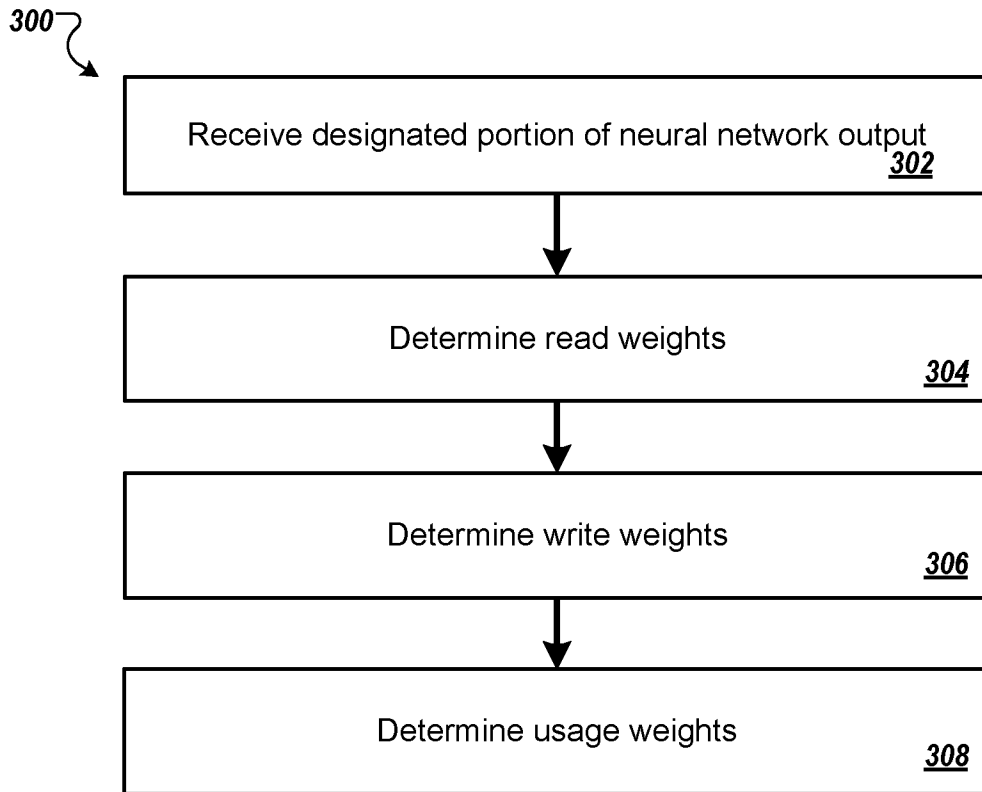 300
Receive designated portion of neural network output
302
Determine read weights
304
Determine write weights
306
Determine usage weights
308